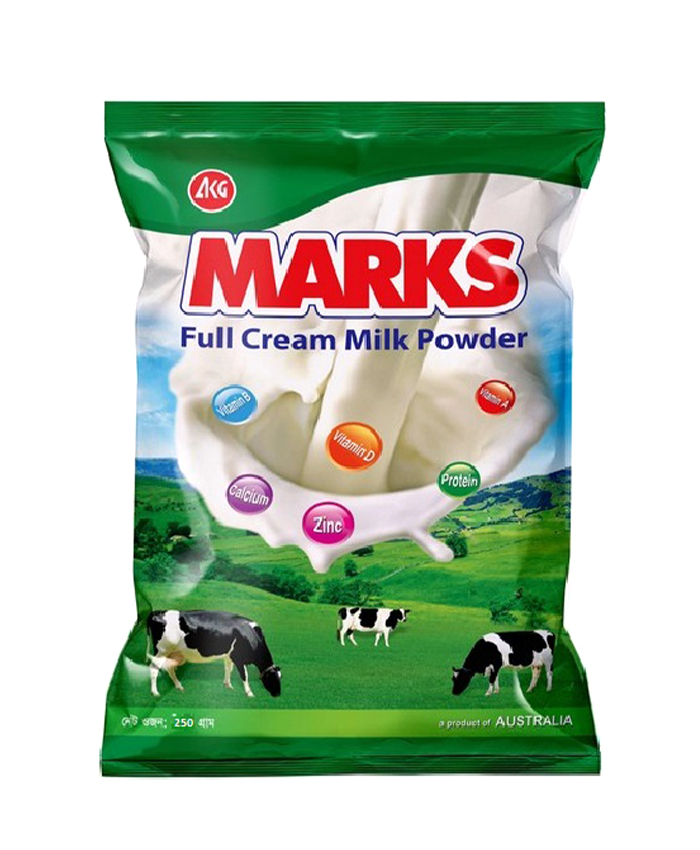 AKG
MARKS
Full Cream Milk Powder
Vitamin B
Vitamin A
Vitamin D
Protein
Calcium
Zinc
নেট ওজন: 250 গ্রাম
a product of AUSTRALIA